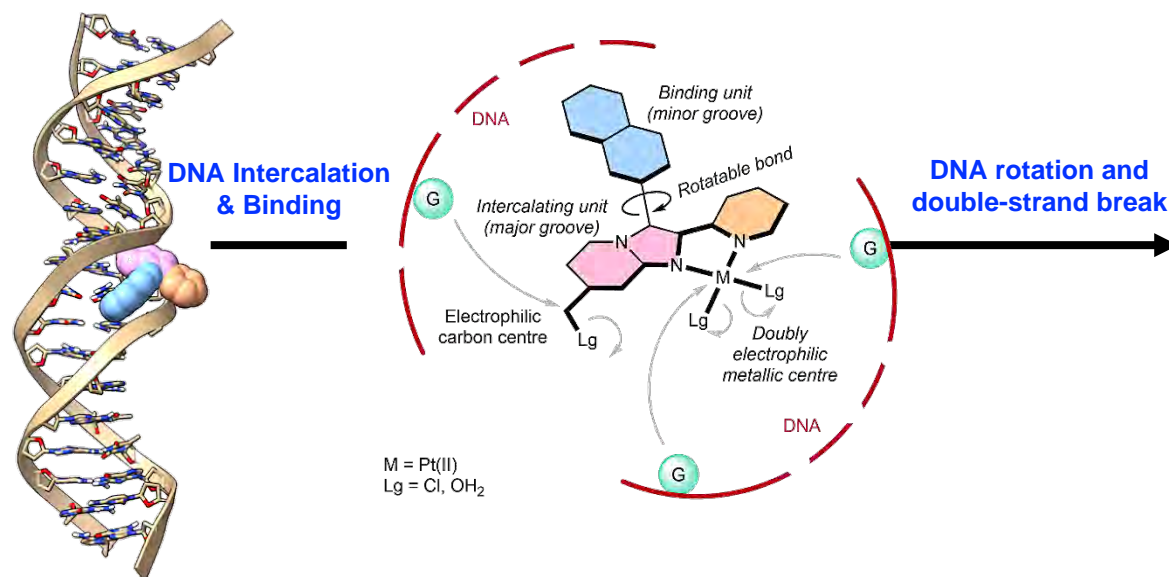 DNA Intercalation
& Binding
DNA
G
Binding unit
(minor groove)
Rotatable bond
Intercalating unit
(major groove)
N
N
N
M
Lg
Lg
Electrophilic
carbon centre
Lg
Doubly
electrophilic
metallic centre
G
DNA
G
M = Pt(II)
Lg = Cl, OH₂
DNA rotation and
double-strand break